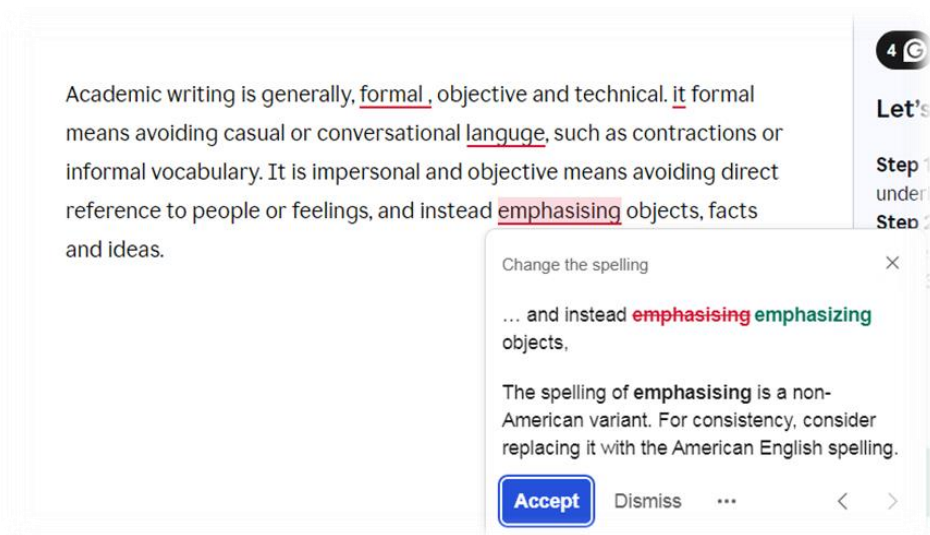 Academic writing is generally, formal , objective and technical. it formal
means avoiding casual or conversational languge, such as contractions or
informal vocabulary. It is impersonal and objective means avoiding direct
reference to people or feelings, and instead emphasising objects, facts
and ideas.
4
Let's
Step 1
under
Step 2
Change the spelling
... and instead emphasising emphasizing
objects,
The spelling of emphasising is a non-
American variant. For consistency, consider
replacing it with the American English spelling.
Accept Dismiss ...